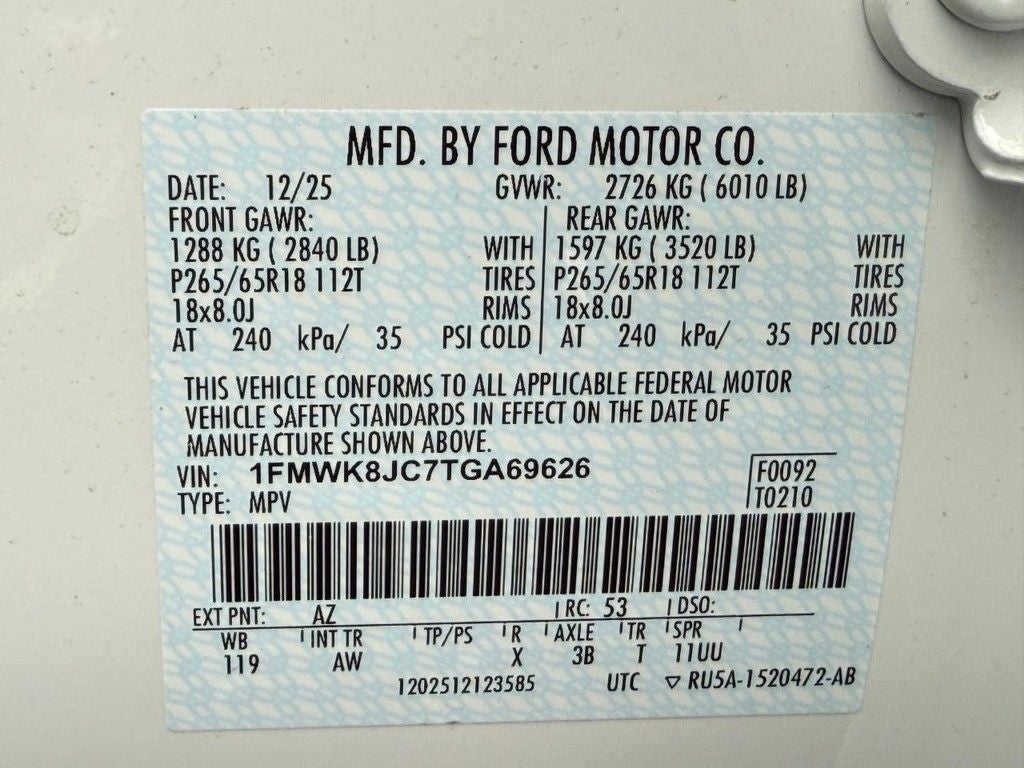 MFD. BY FORD MOTOR CO.
DATE: 12/25 GVWR: 2726 KG ( 6010 LB)
FRONT GAWR: REAR GAWR:
1288 KG ( 2840 LB) WITH 1597 KG ( 3520 LB) WITH
P265/65R18 112T TIRES P265/65R18 112T TIRES
18x8.0J RIMS 18x8.0J RIMS
AT 240 kPa/ 35 PSI COLD AT 240 kPa/ 35 PSI COLD
THIS VEHICLE CONFORMS TO ALL APPLICABLE FEDERAL MOTOR
VEHICLE SAFETY STANDARDS IN EFFECT ON THE DATE OF
MANUFACTURE SHOWN ABOVE.
VIN: 1FMWK8JC7TGA69626 F0092
TYPE: MPV T0210
EXT PNT: AZ RC: 53 DSO:
WB INT TR TP/PS R AXLE TR SPR
119 AW X 3B T 11UU
1202512123585 UTC ▽ RU5A-1520472-AB